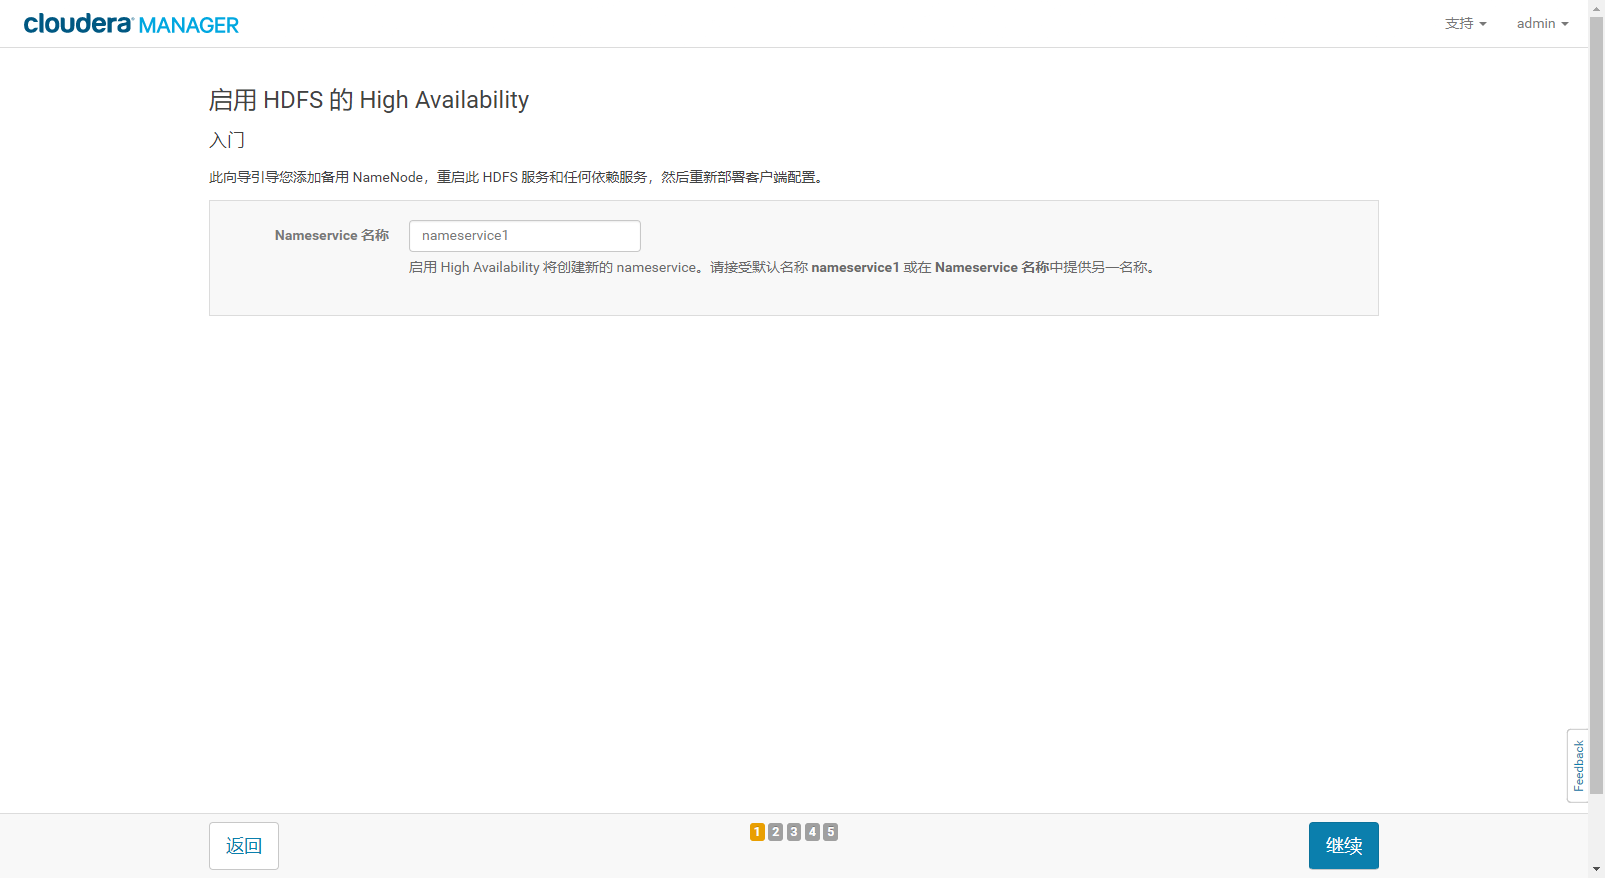 cloudera MANAGER
支持
admin
启用 HDFS 的 High Availability
入门
此向导引导您添加备用 NameNode，重启此 HDFS 服务和任何依赖服务，然后重新部署客户端配置。
Nameservice 名称
nameservice1
启用 High Availability 将创建新的 nameservice。请接受默认名称 nameservice1 或在 Nameservice 名称中提供另一名称。
Feedback
返回
1 2 3 4 5
继续